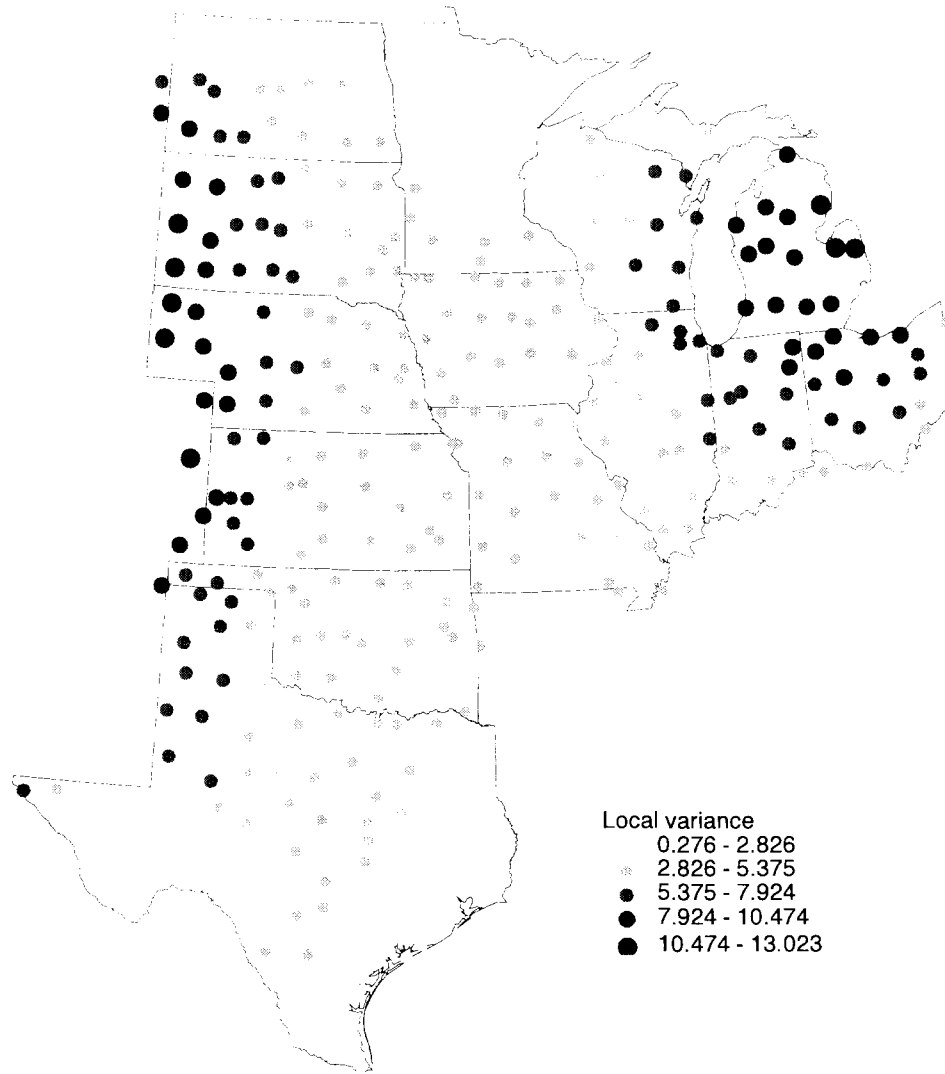 Local variance
0.276 - 2.826
2.826 - 5.375
5.375 - 7.924
7.924 - 10.474
10.474 - 13.023